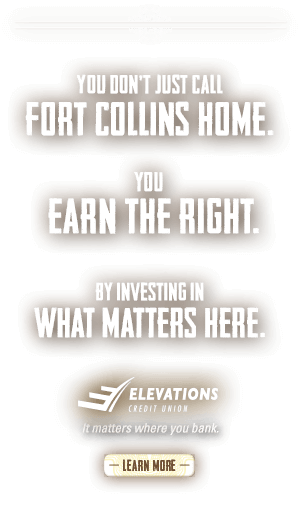 YOU DON'T JUST CALL
FORT COLLINS HOME.
YOU
EARN THE RIGHT.
BY INVESTING IN
WHAT MATTERS HERE.
ELEVATIONS
CREDIT UNION
It matters where you bank.
LEARN MORE